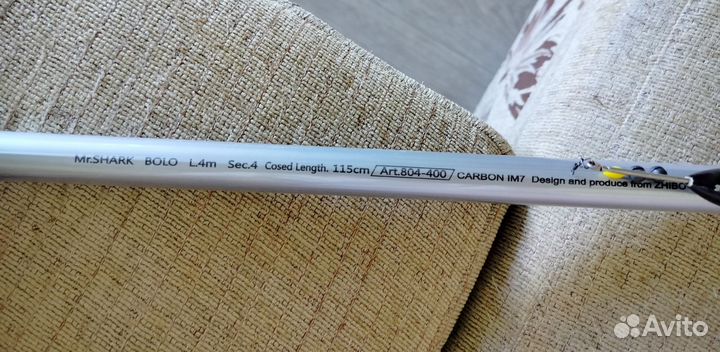 Mr.SHARK BOLO L.4m Sec.4 Cosed Length. 115cm Art.804-400 CARBON IM7 Design and produce from ZHIBO
Avito